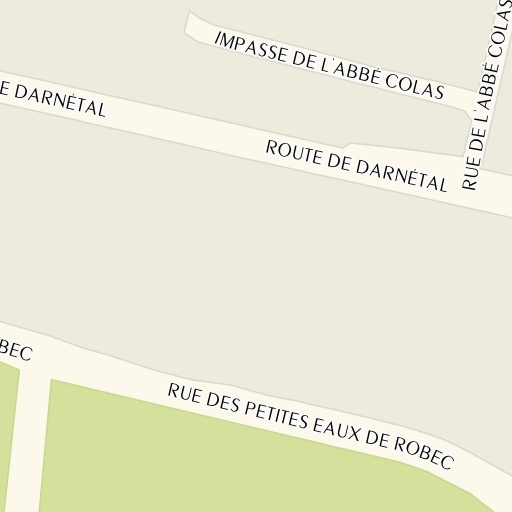 IMPASSE DE L'ABBÉ COLAS
RUE DE L'ABBÉ COLAS
E DARNÉTAL
ROUTE DE DARNÉTAL
BEC
RUE DES PETITES EAUX DE ROBEC